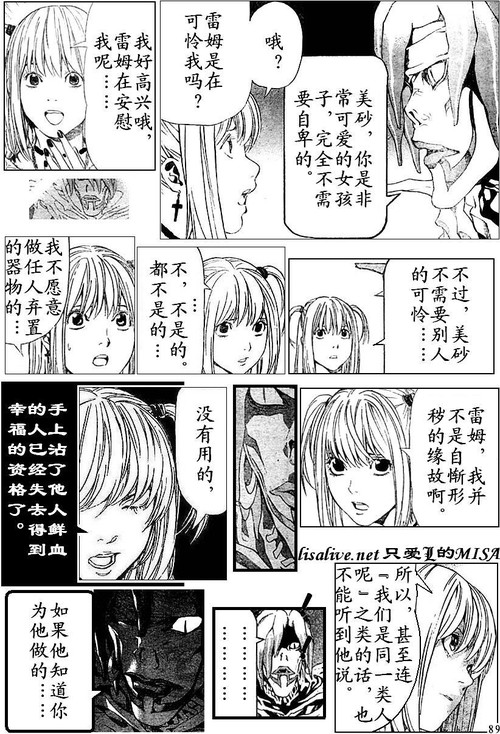 美砂，你是非
常可爱的女孩
子，完全不需
要自卑的。
哦？
雷姆是在
可怜我吗？
我好高兴哦，
雷姆在安慰
我呢……
不过，美砂
不需要别人
的可怜……
不，不是的。
都不是的…
我不愿意
做任人弃置
的器物的…
雷姆，我并
不是自惭形
秽的缘故啊。
没有用的，
手上沾了他人鲜血
的人已经失去得到
幸福的资格了。
lisalive.net 只爱L的MISA
所以，甚至连
『我们是同一类人
呢』之类的话，也
不能听到他说。
…………
…………
如果他知道你
为他做的……
89